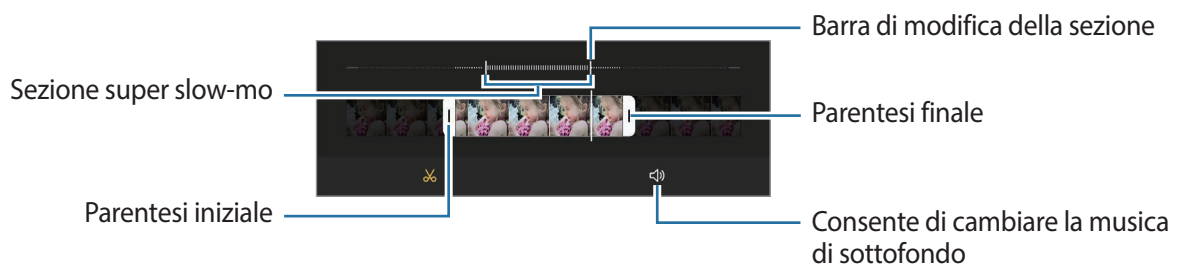 Barra di modifica della sezione
Sezione super slow-mo
Parentesi finale
Parentesi iniziale
Consente di cambiare la musica
di sottofondo